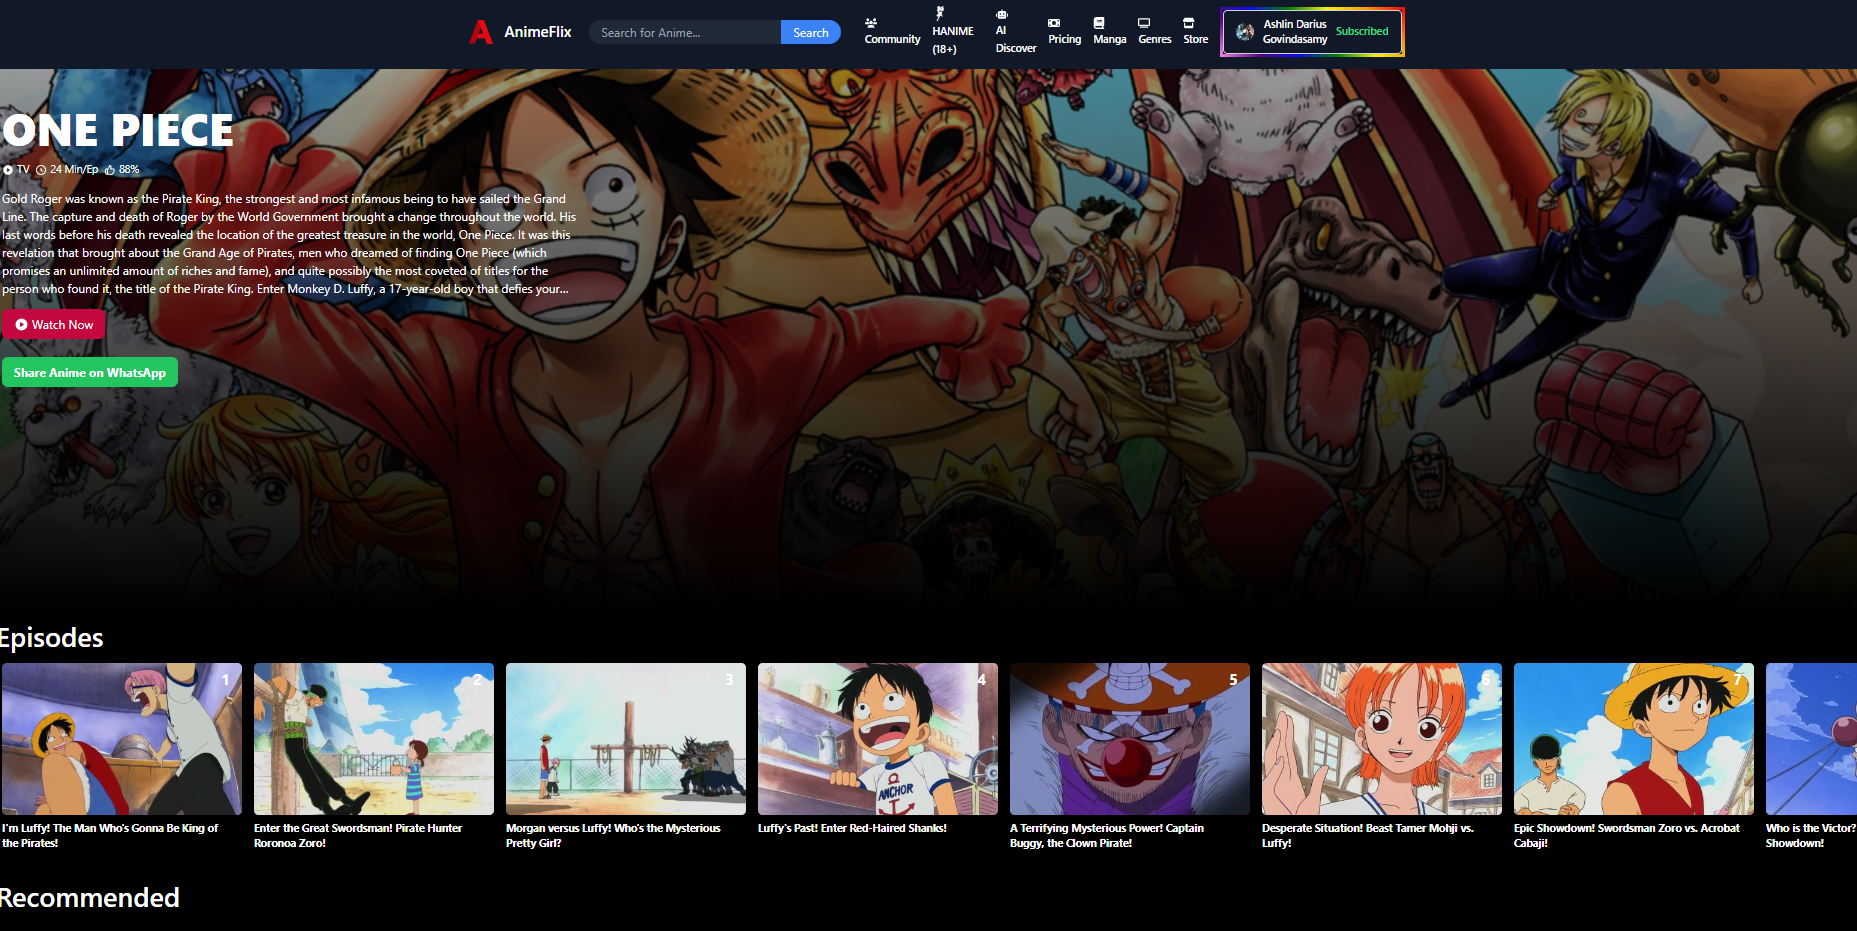 AnimeFlix
Search for Anime...
Search
Community
HANIME
(18+)
AI
Discover
Pricing
Manga
Genres
Store
Ashlin Darius
Govindasamy
Subscribed
ONE PIECE
TV 24 Min/Ep 88%
Gold Roger was known as the Pirate King, the strongest and most infamous being to have sailed the Grand
Line. The capture and death of Roger by the World Government brought a change throughout the world. His
last words before his death revealed the location of the greatest treasure in the world, One Piece. It was this
revelation that brought about the Grand Age of Pirates, men who dreamed of finding One Piece (which
promises an unlimited amount of riches and fame), and quite possibly the most coveted of titles for the
person who found it, the title of the Pirate King. Enter Monkey D. Luffy, a 17-year-old boy that defies your...
Watch Now
Share Anime on WhatsApp
Episodes
1
I'm Luffy! The Man Who's Gonna Be King of
the Pirates!
2
Enter the Great Swordsman! Pirate Hunter
Roronoa Zoro!
3
Morgan versus Luffy! Who's the Mysterious
Pretty Girl?
4
ANCHOR
Luffy's Past! Enter Red-Haired Shanks!
5
A Terrifying Mysterious Power! Captain
Buggy, the Clown Pirate!
6
Desperate Situation! Beast Tamer Mohji vs.
Luffy!
7
Epic Showdown! Swordsman Zoro vs. Acrobat
Cabaji!
Who is the Victor?
Showdown!
Recommended